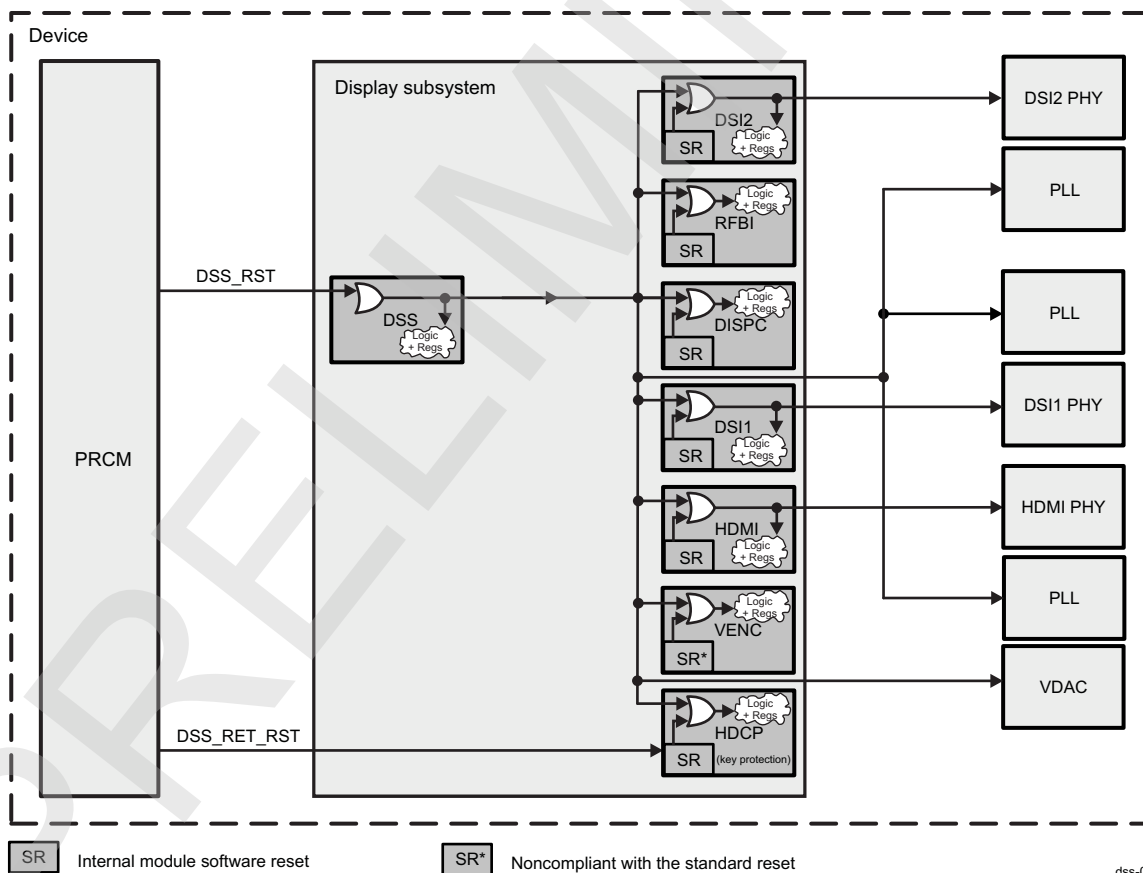 Device
PRCM
Display subsystem
DSS_RST
DSS
Logic
+ Regs
DSI2
SR
Logic
+ Regs
Logic
+ Regs
RFBI
SR
Logic
+ Regs
DISPC
SR
DSI1
SR
Logic
+ Regs
HDMI
SR
Logic
+ Regs
Logic
+ Regs
VENC
SR*
DSS_RET_RST
Logic
+ Regs
HDCP
SR
(key protection)
DSI2 PHY
PLL
PLL
DSI1 PHY
HDMI PHY
PLL
VDAC
SR Internal module software reset
SR* Noncompliant with the standard reset
PRELIMI